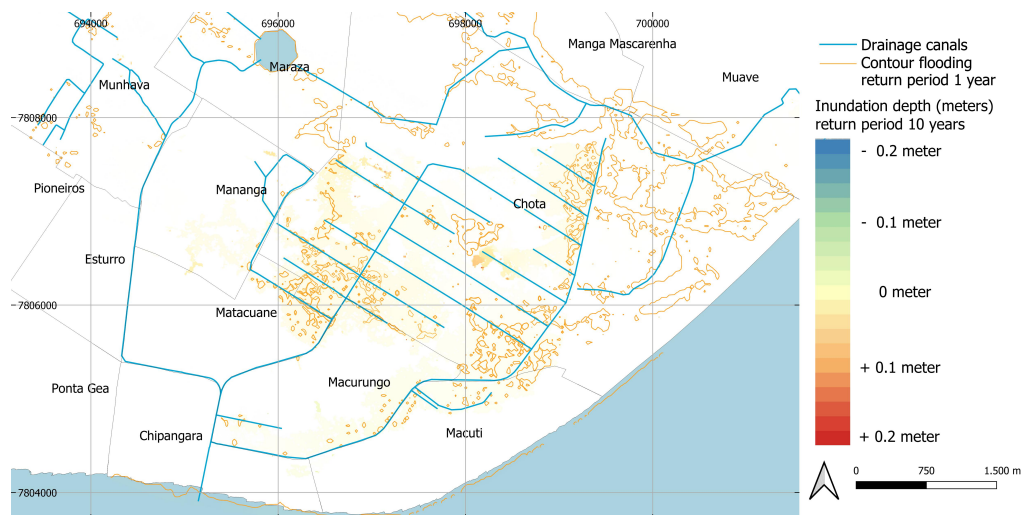 694000
696000
698000
700000
Manga Mascarenha
Drainage canals
Maraza
Contour flooding
return period 1 year
Muave
Munhava
Inundation depth (meters)
return period 10 years
7808000
- 0.2 meter
Pioneiros
Mananga
Chota
- 0.1 meter
Esturro
0 meter
7806000
Matacuane
+ 0.1 meter
Macurungo
Ponta Gea
Chipangara
Macuti
+ 0.2 meter
0 750 1.500 m
7804000